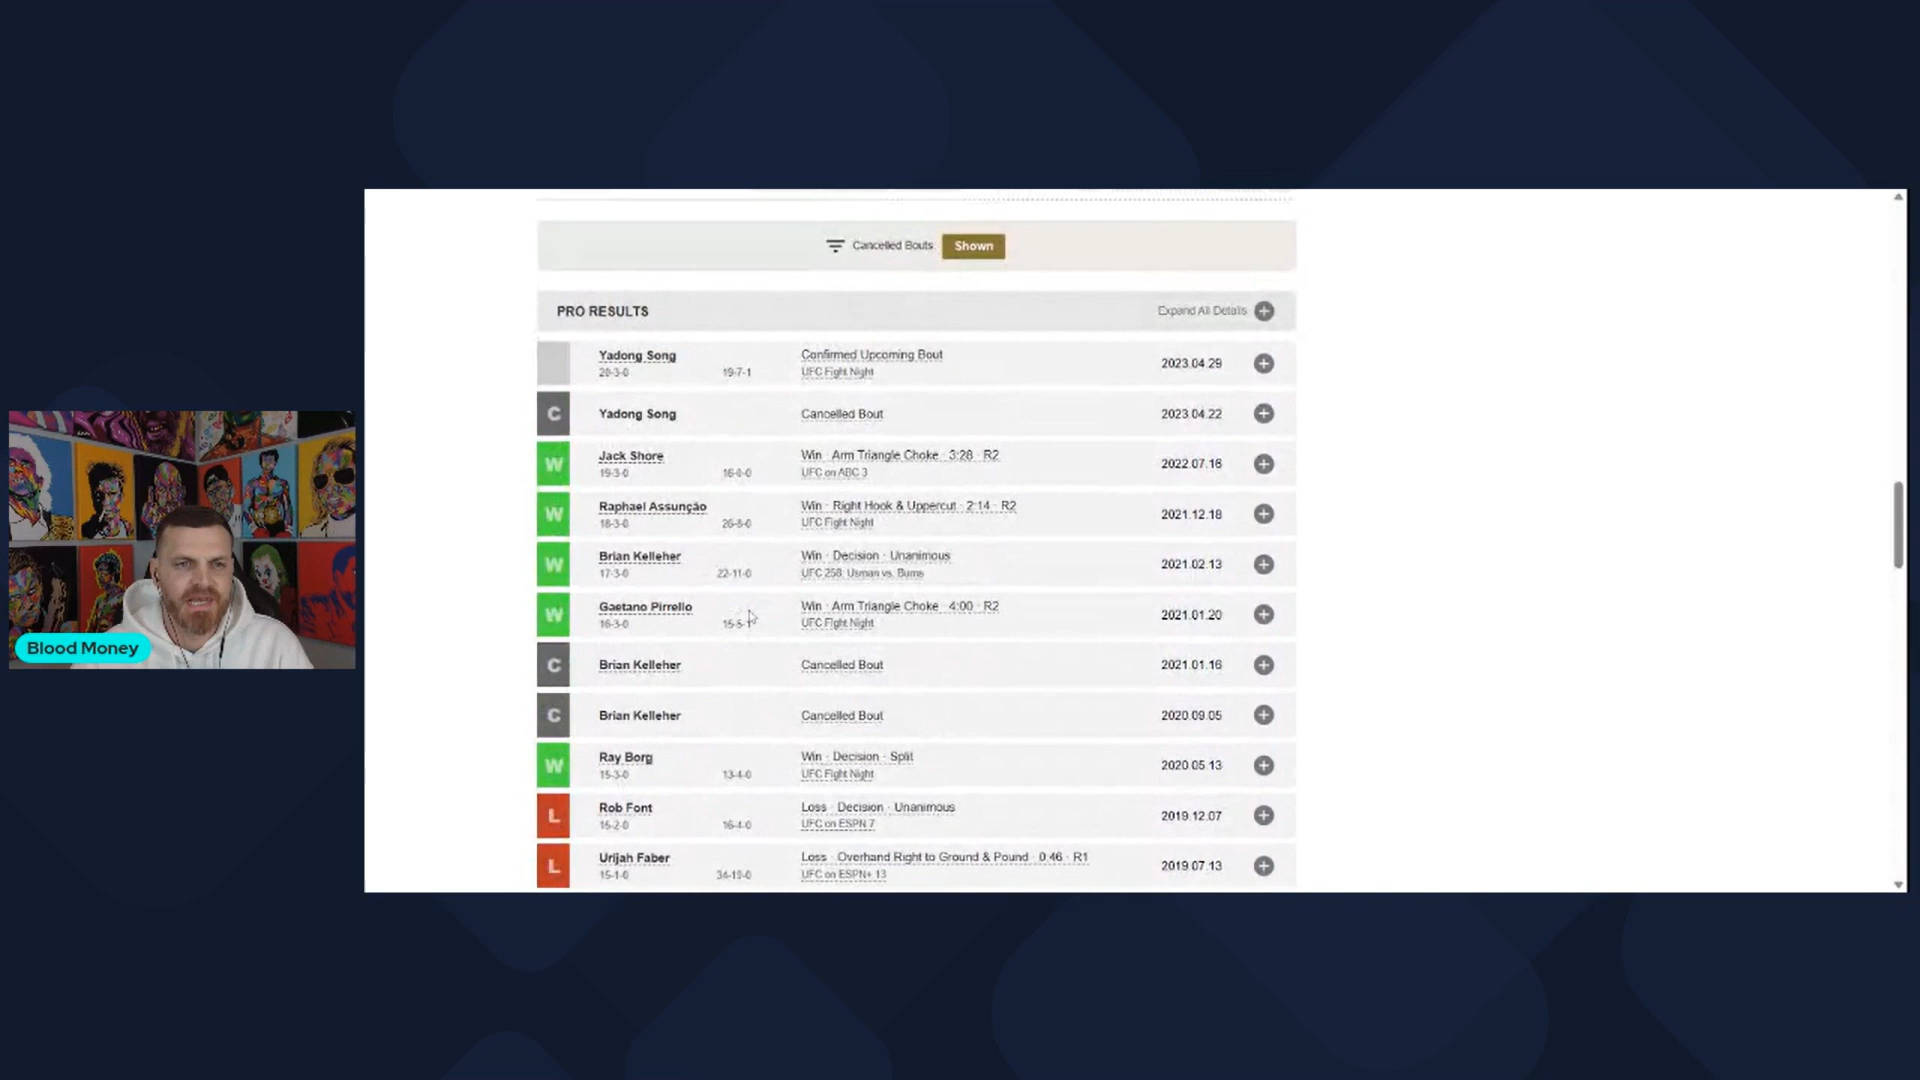 Cancelled Bouts Shown
PRO RESULTS Expand All Details
Yadong Song Confirmed Upcoming Bout 2023.04.29
20-3-0 19-7-1 UFC Fight Night
C Yadong Song Cancelled Bout 2023.04.22
W Jack Shore Win · Arm Triangle Choke · 3:28 · R2 2022.07.16
19-3-0 16-0-0 UFC on ABC 3
W Raphael Assunção Win · Right Hook & Uppercut · 2:14 · R2 2021.12.18
18-3-0 26-8-0 UFC Fight Night
W Brian Kelleher Win · Decision · Unanimous 2021.02.13
17-3-0 22-11-0 UFC 258: Usman vs. Burns
W Gaetano Pirrello Win · Arm Triangle Choke · 4:00 · R2 2021.01.20
16-3-0 15-5-1 UFC Fight Night
C Brian Kelleher Cancelled Bout 2021.01.16
C Brian Kelleher Cancelled Bout 2020.09.05
W Ray Borg Win · Decision · Split 2020.05.13
15-3-0 13-4-0 UFC Fight Night
L Rob Font Loss · Decision · Unanimous 2019.12.07
15-2-0 16-4-0 UFC on ESPN 7
L Urijah Faber Loss · Overhand Right to Ground & Pound · 0:46 · R1 2019.07.13
15-1-0 34-10-0 UFC on ESPN+ 13
Blood Money